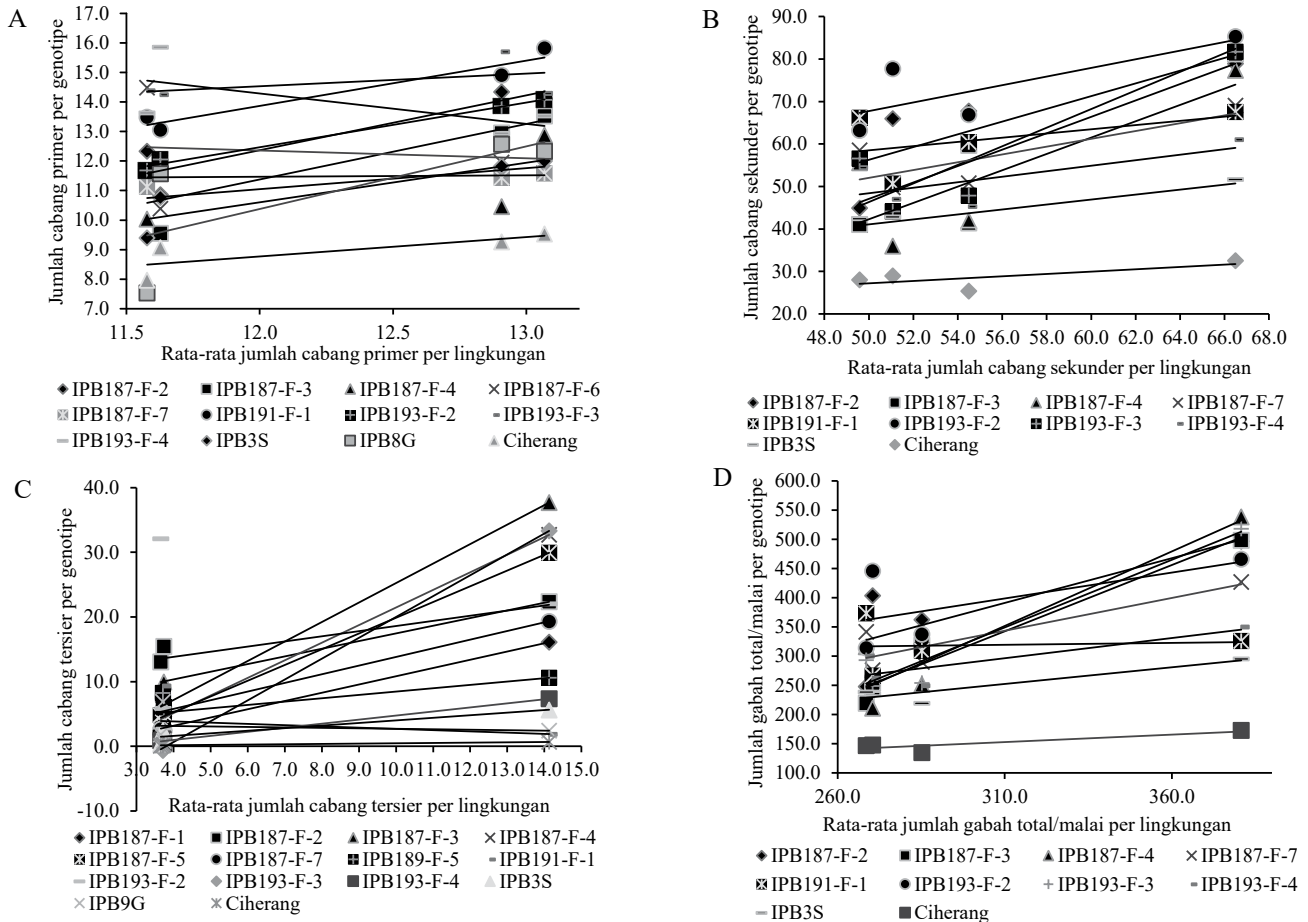 A
Jumlah cabang primer per genotipe
16.0
15.0
14.0
13.0
12.0
11.0
10.0
9.0
8.0
7.0
11.5 12.0 12.5 13.0
Rata-rata jumlah cabang primer per lingkungan
IPB187-F-2 IPB187-F-3 IPB187-F-4 IPB187-F-6
IPB187-F-7 IPB191-F-1 IPB193-F-2 IPB193-F-3
IPB193-F-4 IPB3S IPB8G Ciherang
B
Jumlah cabang sekunder per genotipe
90.0
80.0
70.0
60.0
50.0
40.0
30.0
20.0
48.0 50.0 52.0 54.0 56.0 58.0 60.0 62.0 64.0 66.0 68.0
Rata-rata jumlah cabang sekunder per lingkungan
IPB187-F-2 IPB187-F-3 IPB187-F-4 IPB187-F-7
IPB191-F-1 IPB193-F-2 IPB193-F-3 IPB193-F-4
IPB3S Ciherang
C
Jumlah cabang tersier per genotipe
40.0
30.0
20.0
10.0
0.0
-10.0
3.0 4.0 5.0 6.0 7.0 8.0 9.0 10.0 11.0 12.0 13.0 14.0 15.0
Rata-rata jumlah cabang tersier per lingkungan
IPB187-F-1 IPB187-F-2 IPB187-F-3 IPB187-F-4
IPB187-F-5 IPB187-F-7 IPB189-F-5 IPB191-F-1
IPB193-F-2 IPB193-F-3 IPB193-F-4 IPB3S
IPB9G Ciherang
D
Jumlah gabah total/malai per genotipe
600.0
550.0
500.0
450.0
400.0
350.0
300.0
250.0
200.0
150.0
100.0
260.0 310.0 360.0
Rata-rata jumlah gabah total/malai per lingkungan
IPB187-F-2 IPB187-F-3 IPB187-F-4 IPB187-F-7
IPB191-F-1 IPB193-F-2 IPB193-F-3 IPB193-F-4
IPB3S Ciherang